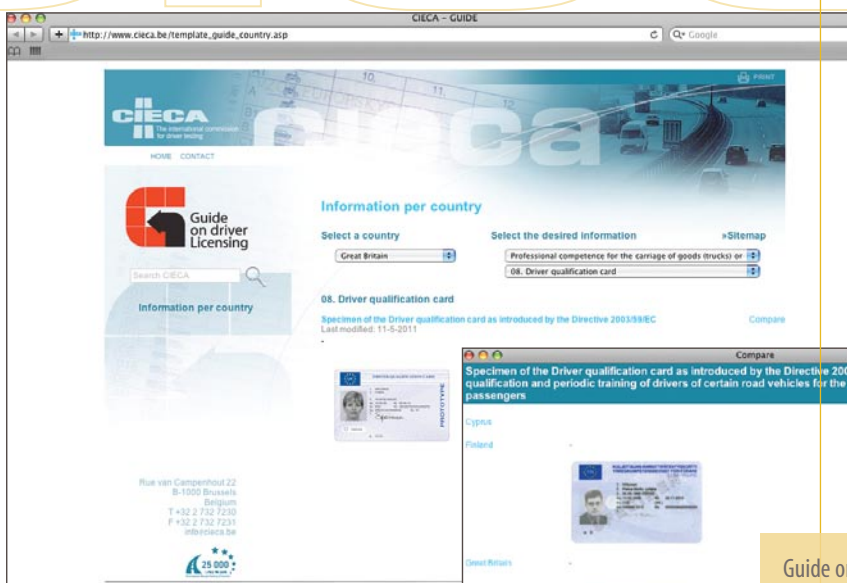 CIECA - GUIDE
http://www.cieca.be/template_guide_country.asp
Google
PRINT
10.
11.
12
cieca
CIECA
The international commission
for driver testing
HOME CONTACT
Guide
on driver
Licensing
Search CIECA
Information per country
Information per country
Select a country
Select the desired information
»Sitemap
Great Britain
Professional competence for the carriage of goods (trucks) or
08. Driver qualification card
08. Driver qualification card
Specimen of the Driver qualification card as introduced by the Directive 2003/59/EC
Compare
Last modified: 11-5-2011
-
PROTOTYPE
Rue van Campenhout 22
B-1000 Brussels
Belgium
T +32 2 732 7230
F +32 2 732 7231
info@cieca.be
25 000
Compare
Specimen of the Driver qualification card as introduced by the Directive 200
qualification and periodic training of drivers of certain road vehicles for the
passengers
Cyprus
Finland
-
Great Britain
-
Guide o